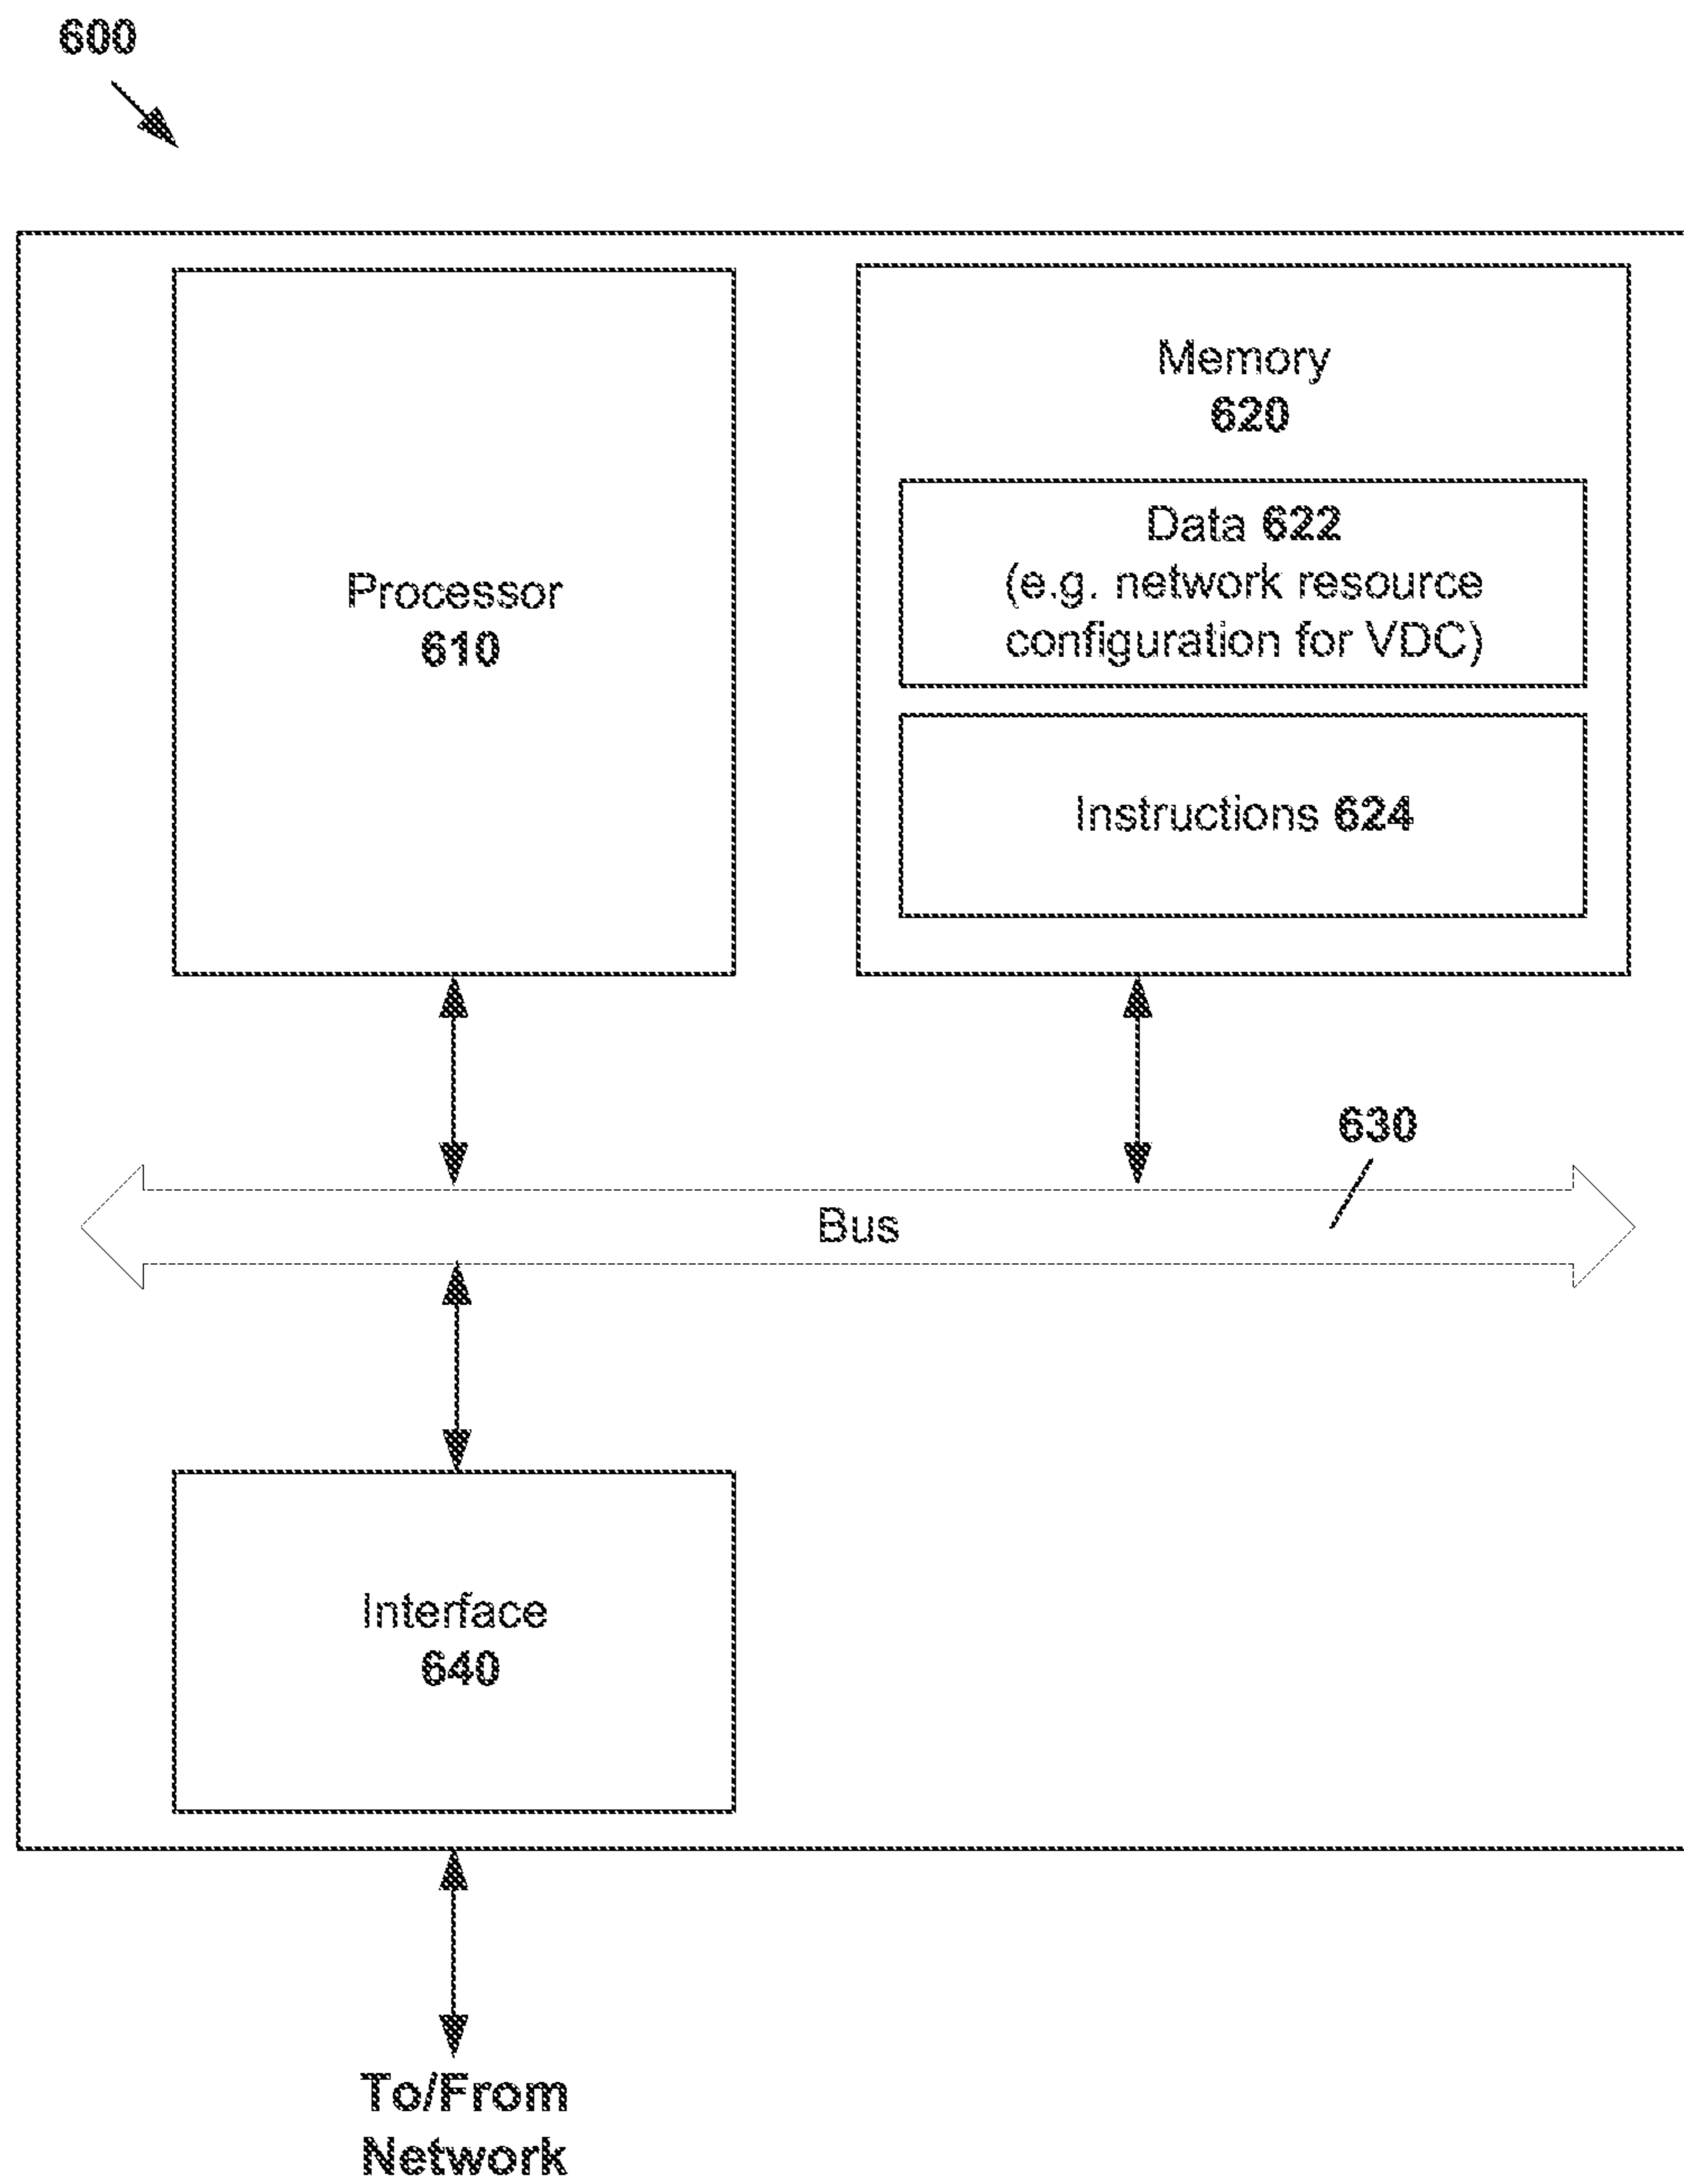 600
Processor
610
Memory
620
Data 622
(e.g. network resource
configuration for VDC)
Instructions 624
630
Bus
Interface
640
To/From
Network